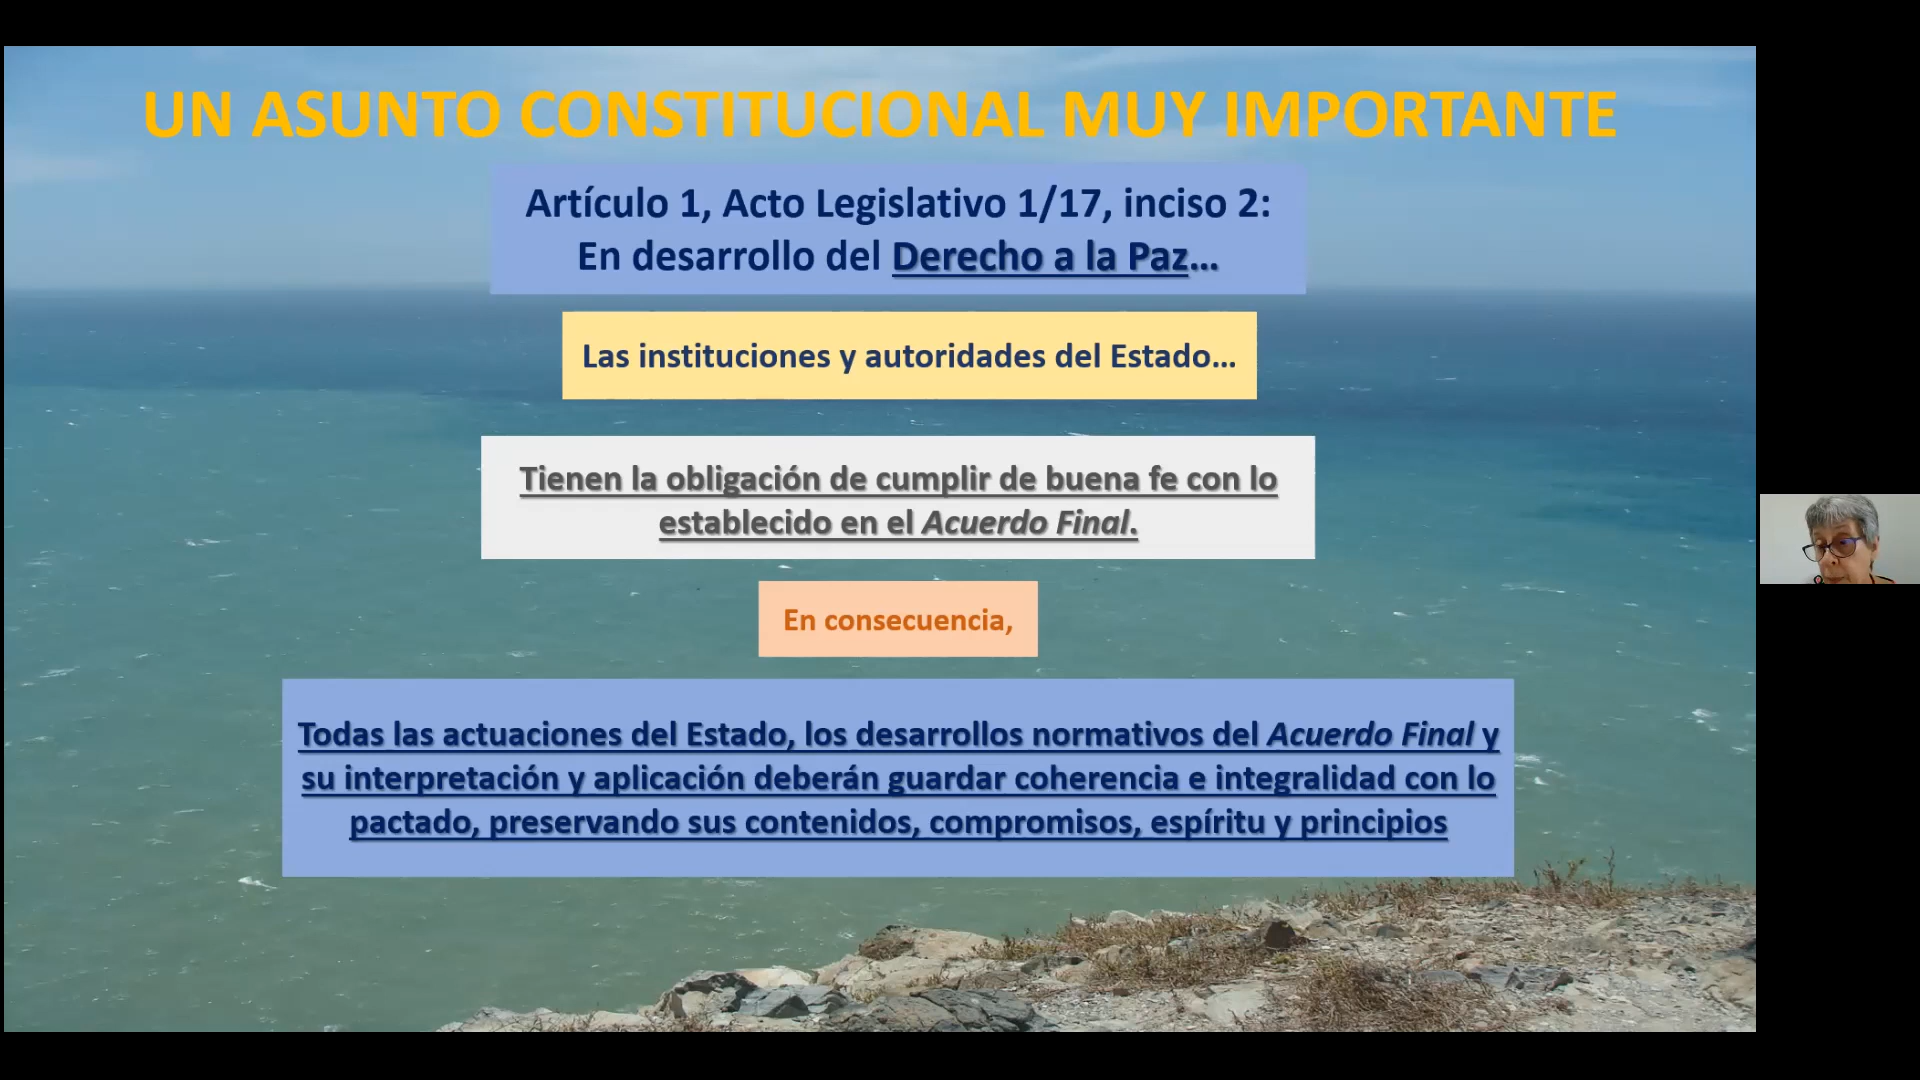 UN ASUNTO CONSTITUCIONAL MUY IMPORTANTE
Artículo 1, Acto Legislativo 1/17, inciso 2:
En desarrollo del Derecho a la Paz…
Las instituciones y autoridades del Estado…
Tienen la obligación de cumplir de buena fe con lo
establecido en el Acuerdo Final.
En consecuencia,
Todas las actuaciones del Estado, los desarrollos normativos del Acuerdo Final y
su interpretación y aplicación deberán guardar coherencia e integralidad con lo
pactado, preservando sus contenidos, compromisos, espíritu y principios